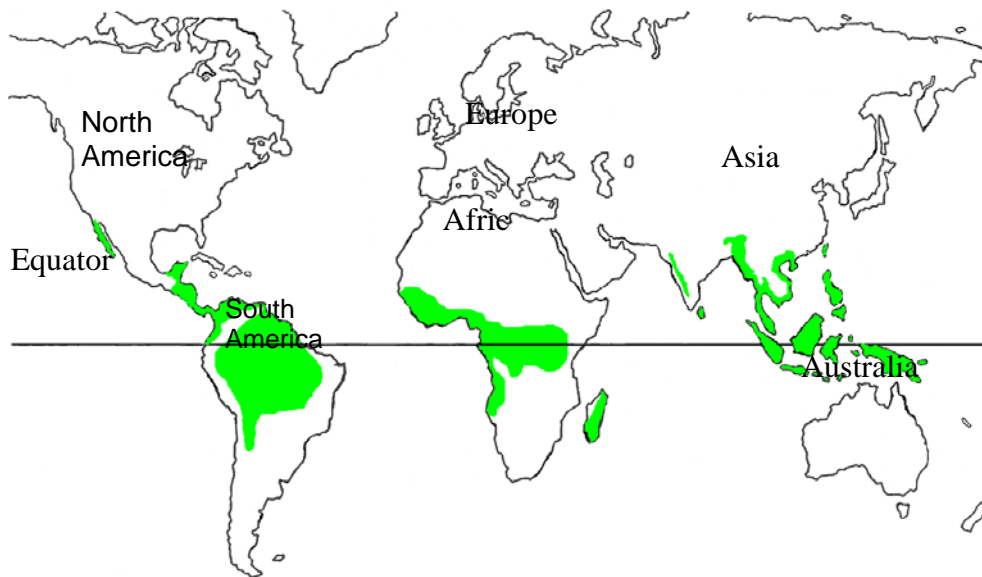 North
America
Europe
Asia
Afric
Equator
South
America
Australia